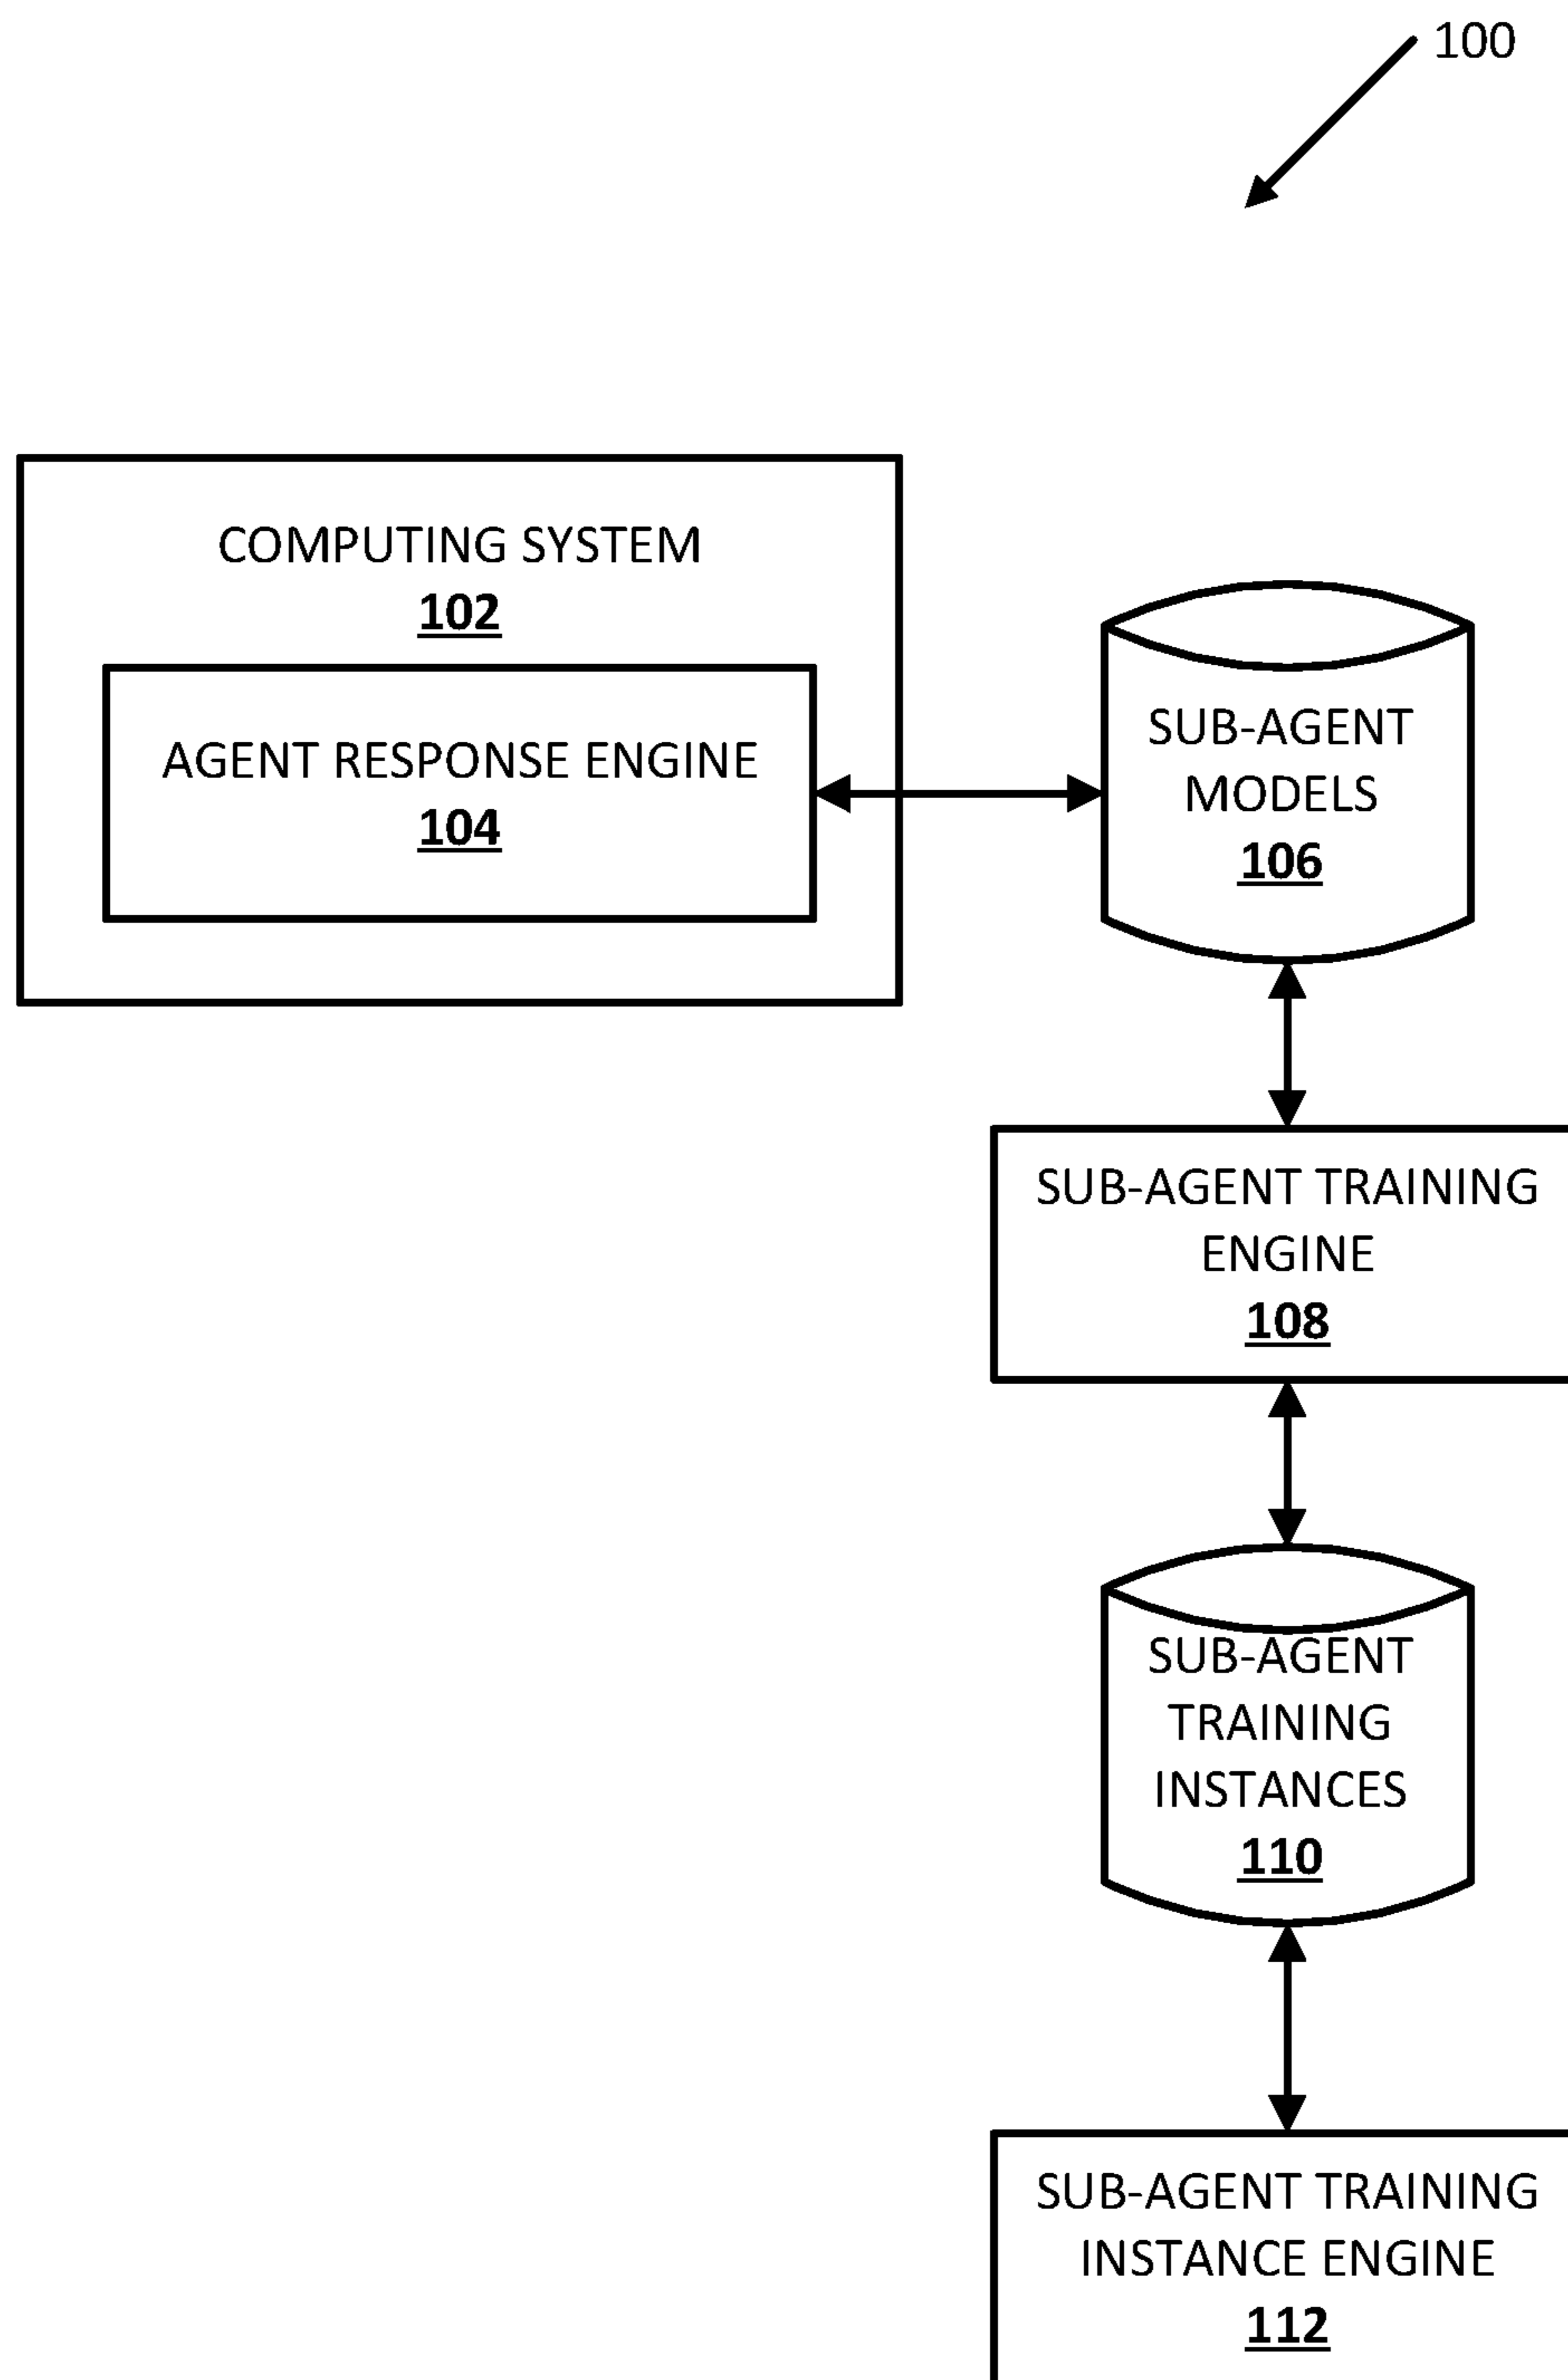 100
COMPUTING SYSTEM
102
AGENT RESPONSE ENGINE
104
SUB-AGENT
MODELS
106
SUB-AGENT TRAINING
ENGINE
108
SUB-AGENT
TRAINING
INSTANCES
110
SUB-AGENT TRAINING
INSTANCE ENGINE
112